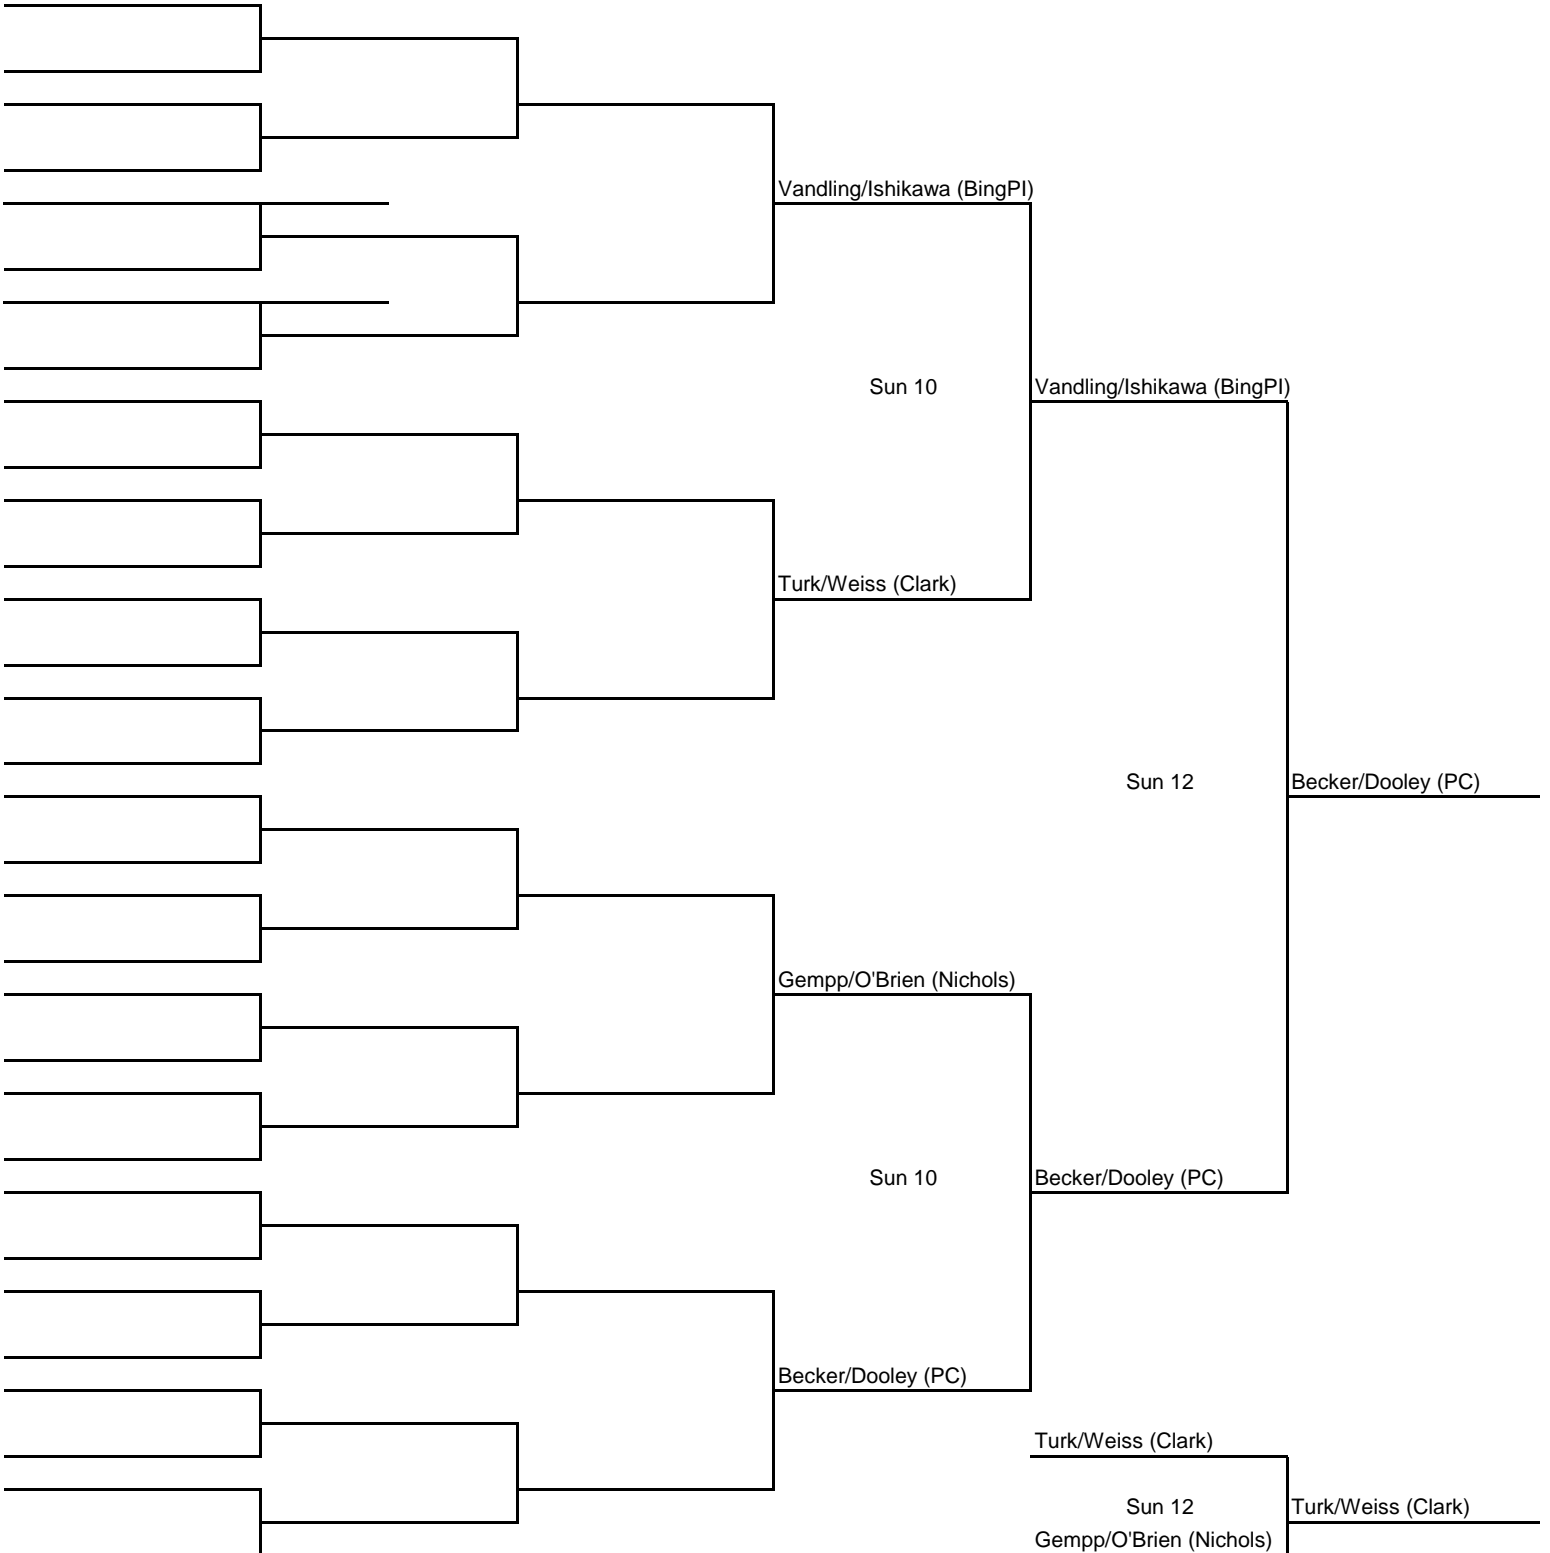 Vandling/Ishikawa (BingPI)
Sun 10
Vandling/Ishikawa (BingPI)
Turk/Weiss (Clark)
Sun 12
Becker/Dooley (PC)
Gempp/O'Brien (Nichols)
Sun 10
Becker/Dooley (PC)
Becker/Dooley (PC)
Turk/Weiss (Clark)
Sun 12
Turk/Weiss (Clark)
Gempp/O'Brien (Nichols)